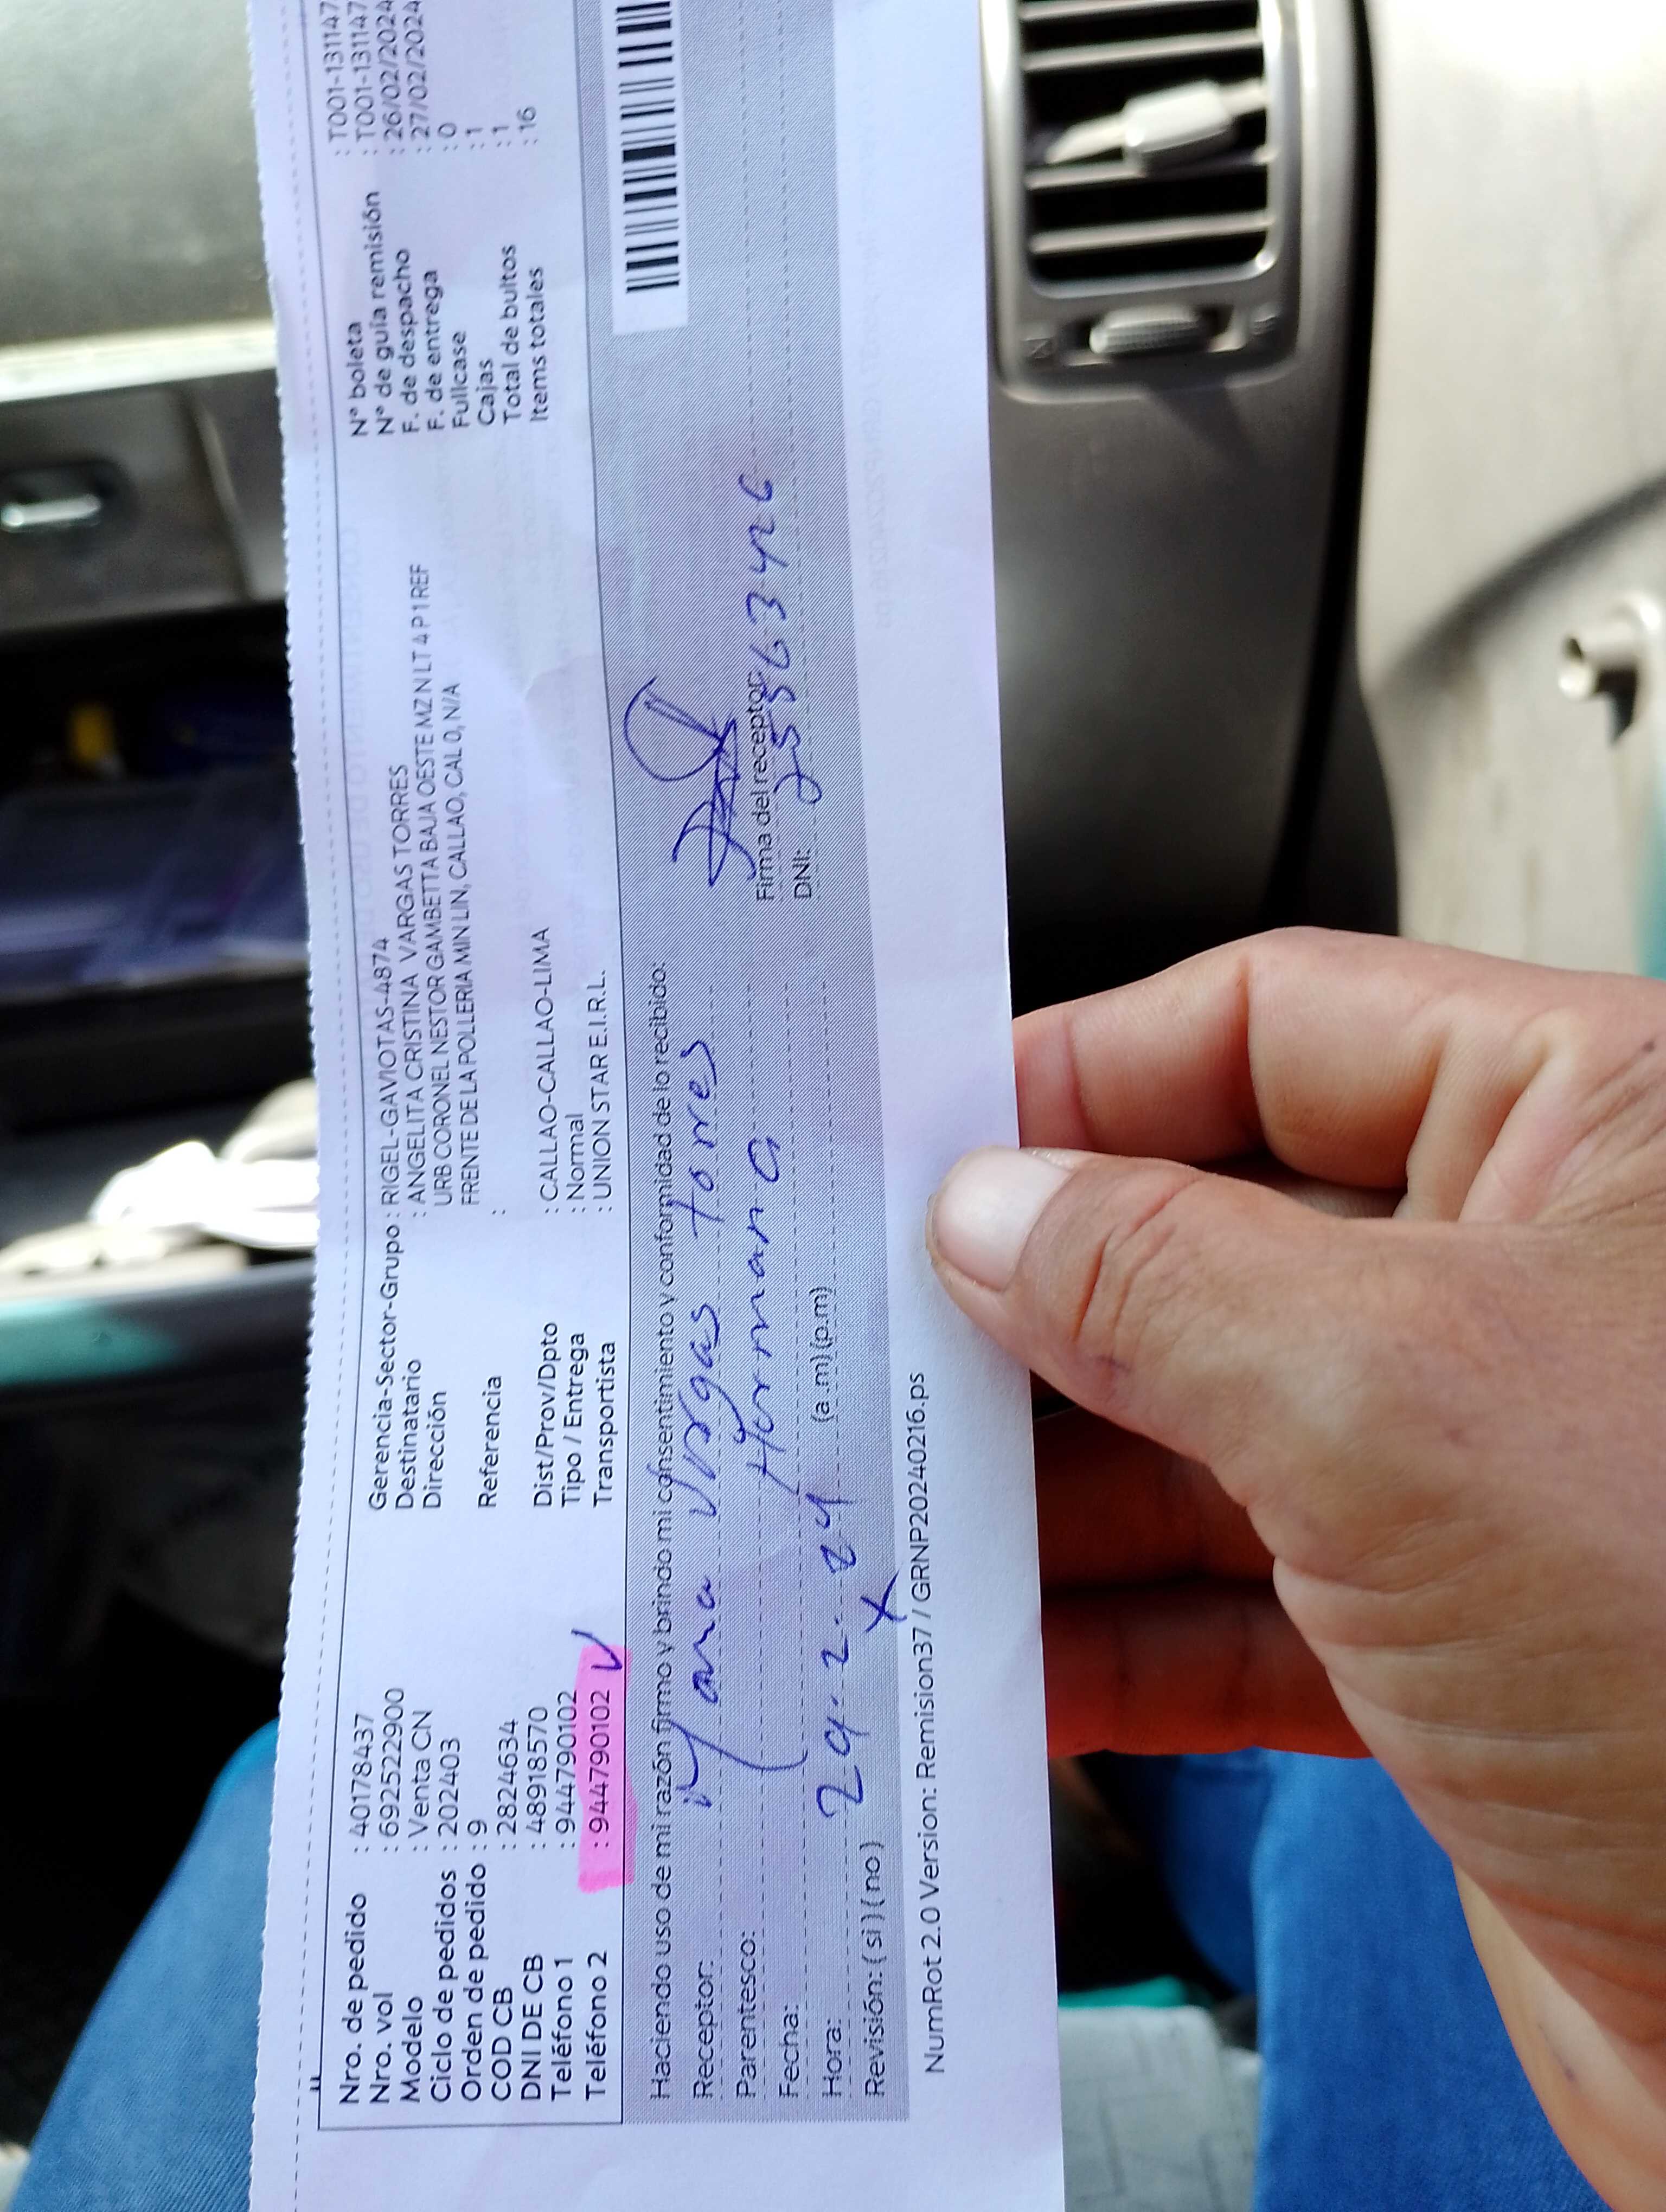 Nro. de pedido : 40178437
Nro. vol : 692522900
Modelo : Venta CN
Ciclo de pedidos : 202403
Orden de pedido : 9
COD CB : 2824634
DNI DE CB : 48918570
Teléfono 1 : 944790102
Teléfono 2 : 944790102
Gerencia-Sector-Grupo : RIGEL-GAVIOTAS-4874
Destinatario : ANGELITA CRISTINA VARGAS TORRES
Dirección URB CORONEL NESTOR GAMBETTA BAJA OESTE MZ N LT 4 P 1 REF
FRENTE DE LA POLLERIA MIN LIN, CALLAO, CAL 0, N/A
Referencia :
Dist/Prov/Dpto : CALLAO-CALLAO-LIMA
Tipo / Entrega : Normal
Transportista : UNION STAR E.I.R.L.
N° boleta : T001-131147
N° de guía remisión : T001-131147
F. de despacho : 26/02/2024
F. de entrega : 27/02/2024
Fullcase : 0
Cajas : 1
Total de bultos : 1
Items totales : 16
Haciendo uso de mi razón firmo y brindo mi consentimiento y conformidad de lo recibido:
Receptor: Vargas Torres
Parentesco: Hermana
Fecha: 29-2-24
Hora: (a.m) (p.m)
Revisión: ( si ) ( no ) X
Firma del receptor:
DNI:
NumRot 2.0 Version: Remision37 / GRNP20240216.ps